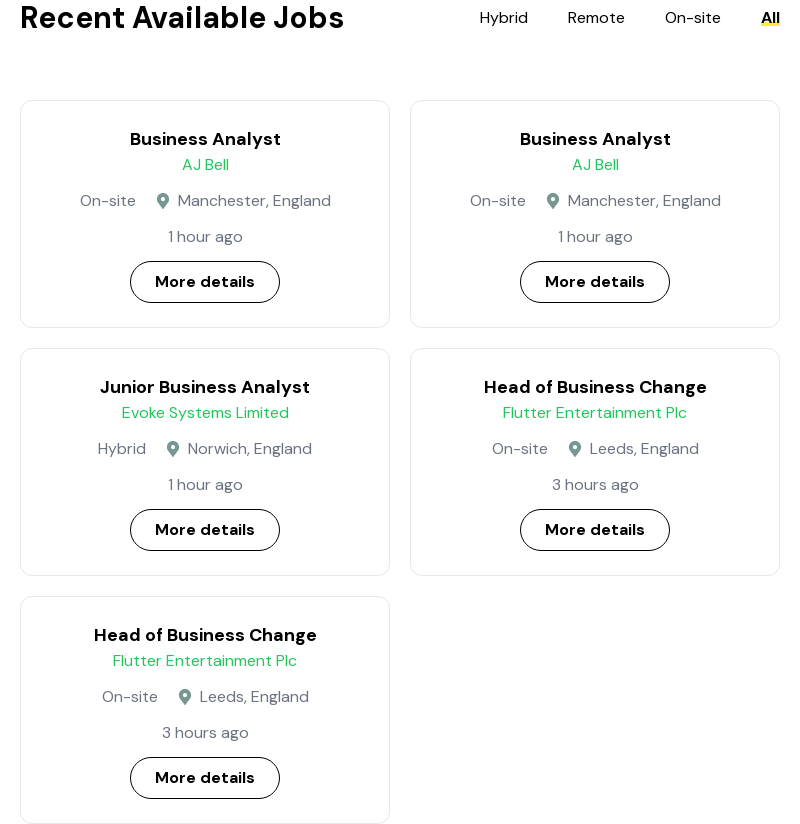 Recent Available Jobs
Hybrid Remote On-site All
Business Analyst
AJ Bell
On-site Manchester, England
1 hour ago
More details
Business Analyst
AJ Bell
On-site Manchester, England
1 hour ago
More details
Junior Business Analyst
Evoke Systems Limited
Hybrid Norwich, England
1 hour ago
More details
Head of Business Change
Flutter Entertainment Plc
On-site Leeds, England
3 hours ago
More details
Head of Business Change
Flutter Entertainment Plc
On-site Leeds, England
3 hours ago
More details